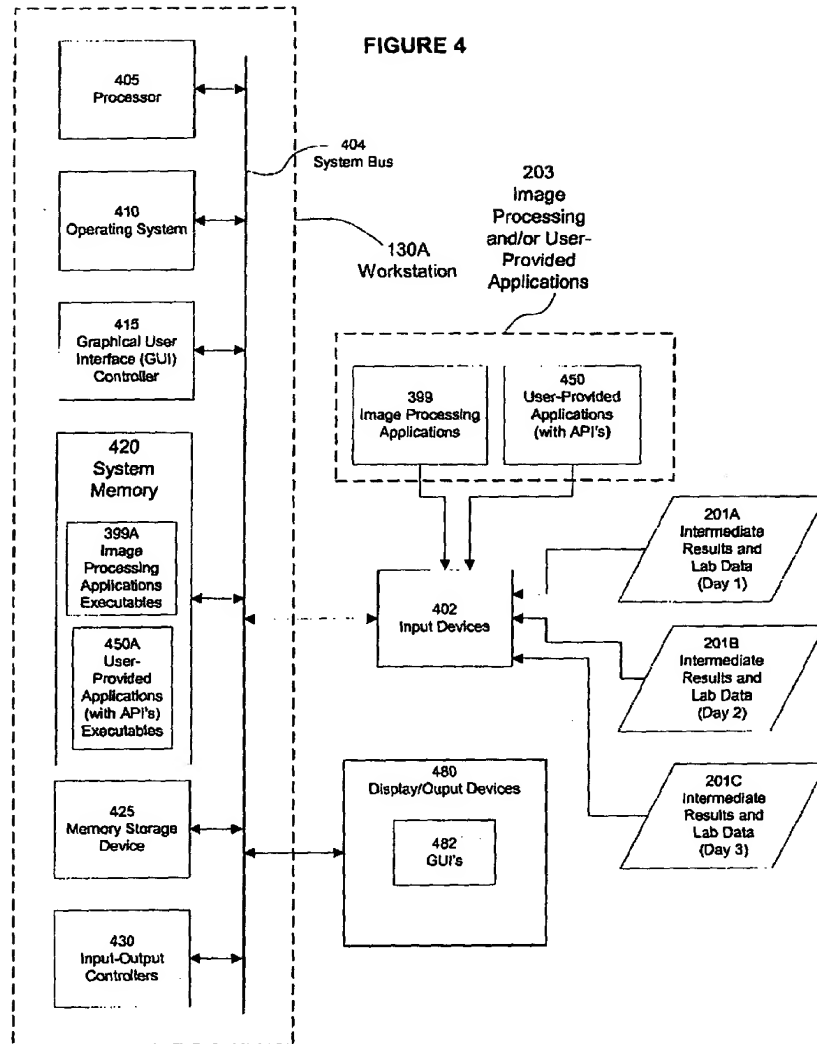 FIGURE 4
405
Processor
404
System Bus
410
Operating System
130A
Workstation
203
Image
Processing
and/or User-
Provided
Applications
415
Graphical User
Interface (GUI)
Controller
399
Image Processing
Applications
450
User-Provided
Applications
(with API's)
420
System
Memory
399A
Image
Processing
Applications
Executables
450A
User-
Provided
Applications
(with API's)
Executables
402
Input Devices
201A
Intermediate
Results and
Lab Data
(Day 1)
201B
Intermediate
Results and
Lab Data
(Day 2)
201C
Intermediate
Results and
Lab Data
(Day 3)
480
Display/Ouput Devices
482
GUI's
425
Memory Storage
Device
430
Input-Output
Controllers